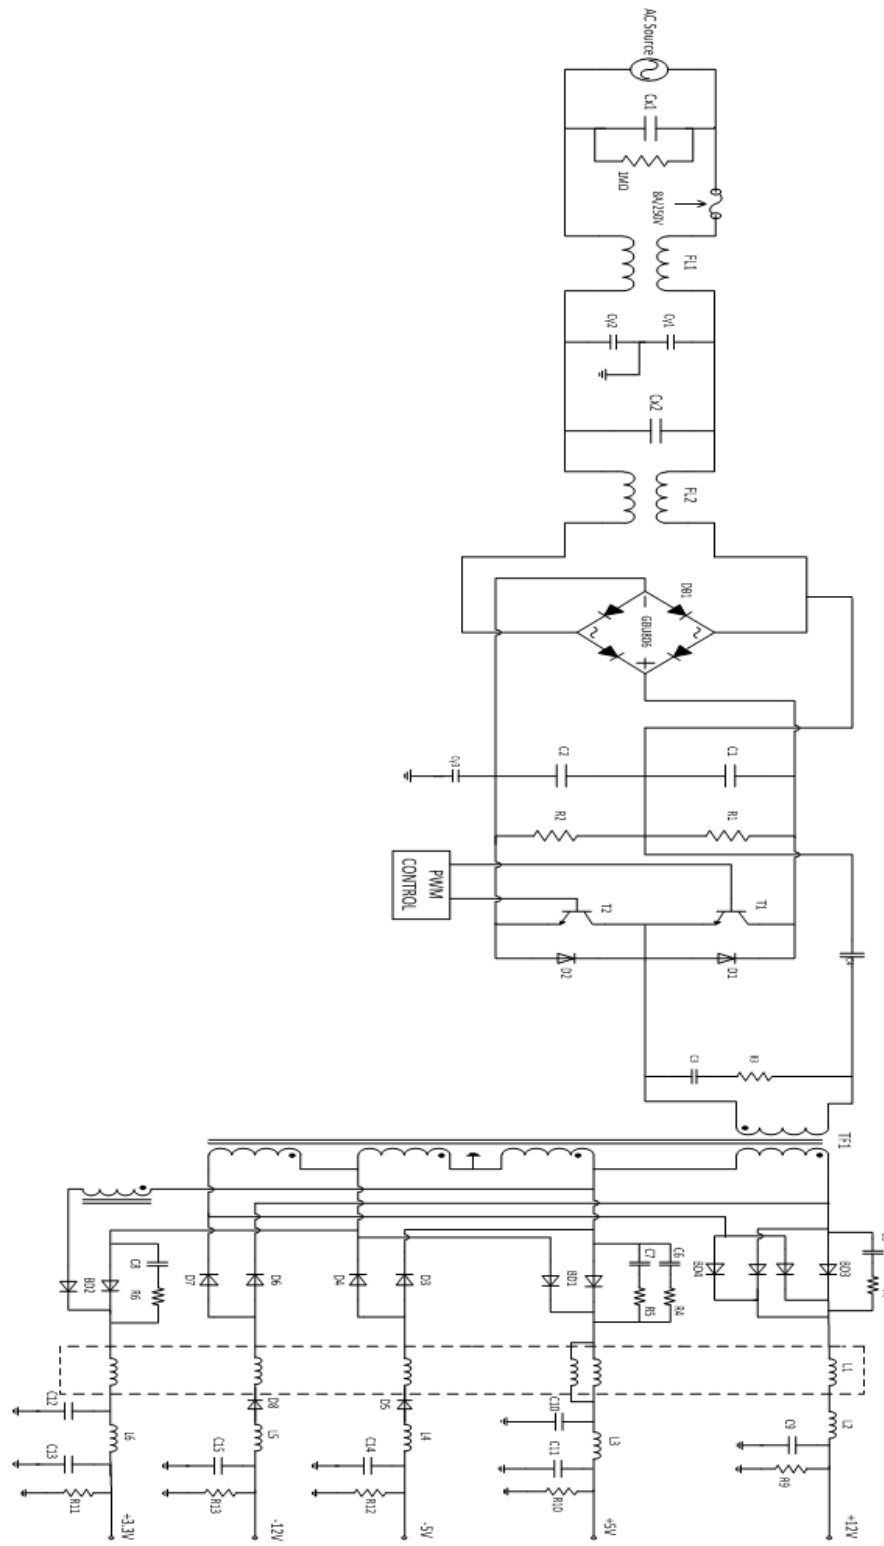 AC Source
Cx1
1MΩ
8A/250V
FL1
Cy1
Cy2
Cx2
FL2
DB1
GBU806
C1
C2
Cy3
R1
R2
PWM
CONTROL
T1
T2
D1
D2
C4
R3
C3
TF1
BD3
BD4
C6
R4
C7
R5
BD1
D3
D4
D6
D7
C8
R6
BD2
L1
L2
C9
R9
+12V
C10
L3
C11
R10
+5V
D5
L4
C14
R12
-5V
D8
L5
C15
R13
-12V
C12
L6
C13
R11
+3.3V